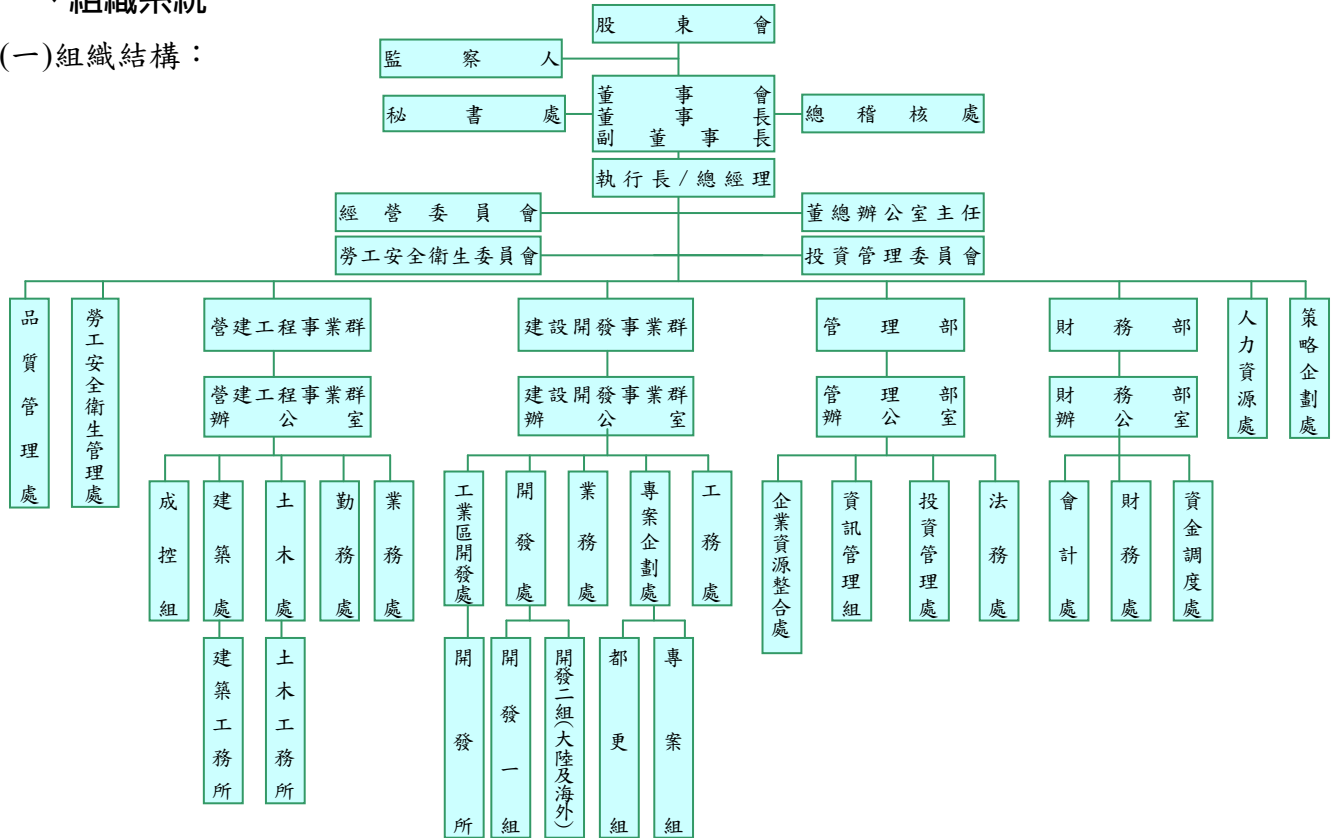 、組織系統
(一)組織結構：
股東會
監察人
董事會
董事長
副董事長
秘書處
總稽核處
執行長/總經理
經營委員會
董總辦公室主任
勞工安全衛生委員會
投資管理委員會
品質管理處
勞工安全衛生管理處
營建工程事業群
建設開發事業群
管理部
財務部
人力資源處
策略企劃處
營建工程事業群
辦公室
建設開發事業群
辦公室
管理部
辦公室
財務部
辦公室
成控組
建築處
土木處
勤務處
業務處
工業區開發處
開發處
業務處
專案企劃處
工務處
企業資源整合處
資訊管理組
投資管理處
法務處
會計處
財務處
資金調度處
建築工務所
土木工務所
開發所
開發一組
開發二組(大陸及海外)
都更組
專案組